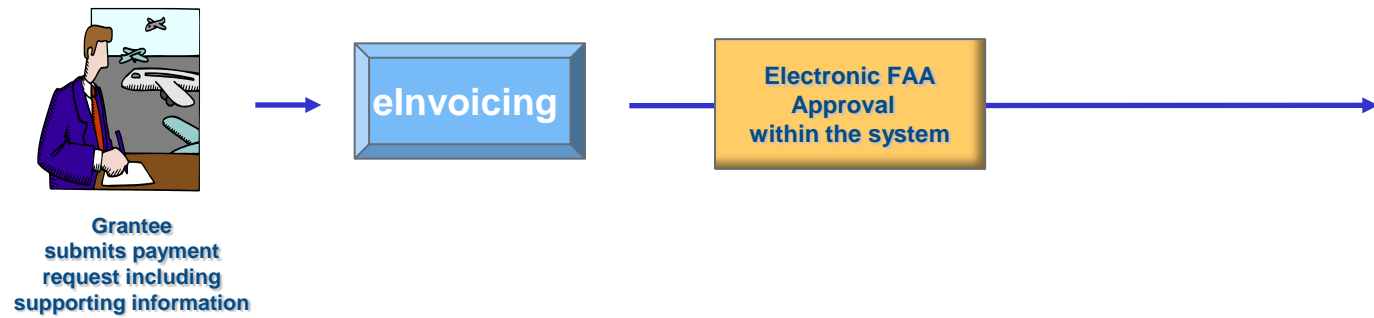 eInvoicing
Electronic FAA
Approval
within the system
Grantee
submits payment
request including
supporting information